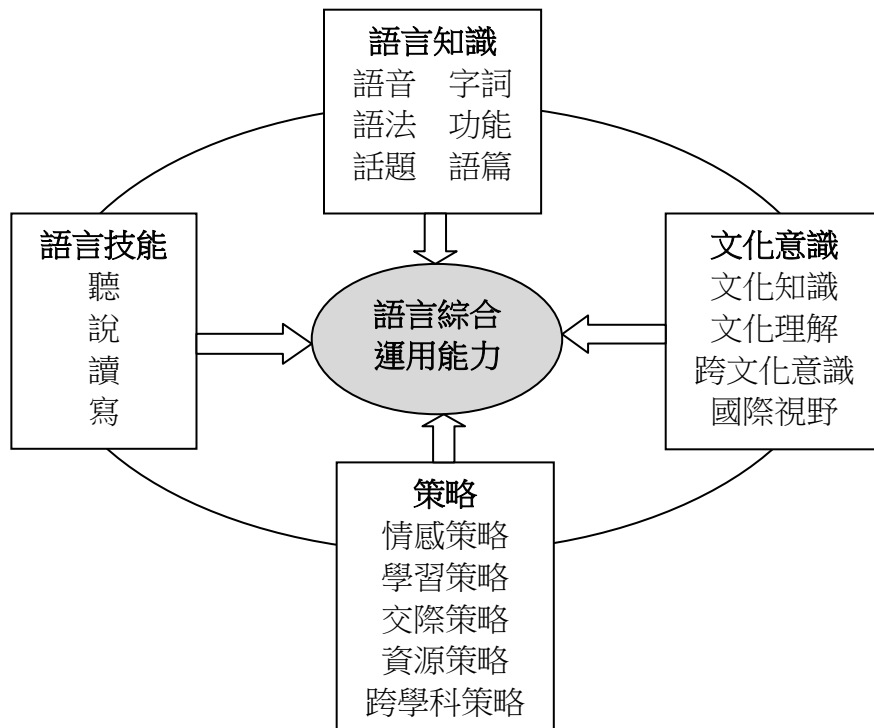 語言知識
語音 字詞
語法 功能
話題 語篇
語言技能
聽
說
讀
寫
語言綜合
運用能力
文化意識
文化知識
文化理解
跨文化意識
國際視野
策略
情感策略
學習策略
交際策略
資源策略
跨學科策略